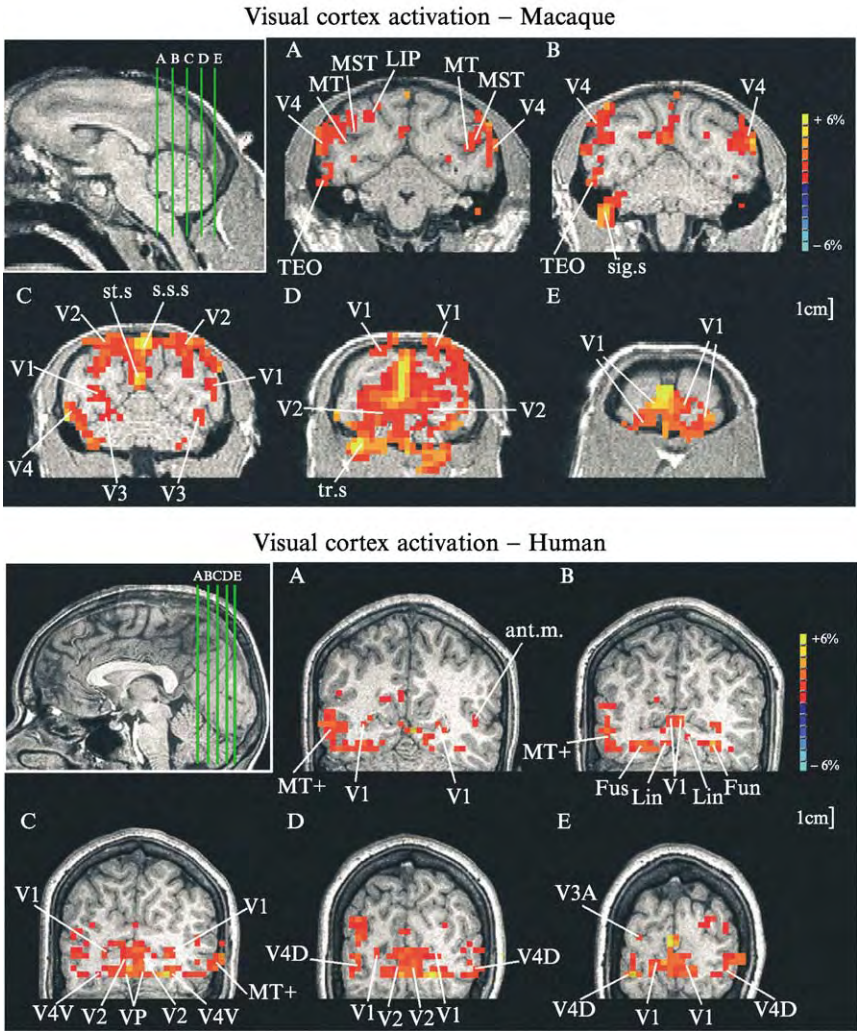 Visual cortex activation – Macaque
A B C D E
A
MST LIP
MT
V4
MT
MST
V4
TEO
B
V4
V4
TEO
sig.s
+ 6%
– 6%
C
st.s
s.s.s
V2
V2
V1
V1
V4
V3
V3
D
V1
V1
V2
V2
tr.s
E
V1
V1
1cm
Visual cortex activation – Human
ABCDE
A
ant.m.
MT+
V1
V1
B
MT+
Fus
Lin
V1
Lin
Fun
+6%
– 6%
C
V1
V1
MT+
V4V
V2
VP
V2
V4V
D
V4D
V4D
V1
V2
V2
V1
E
V3A
V4D
V1
V1
V4D
1cm